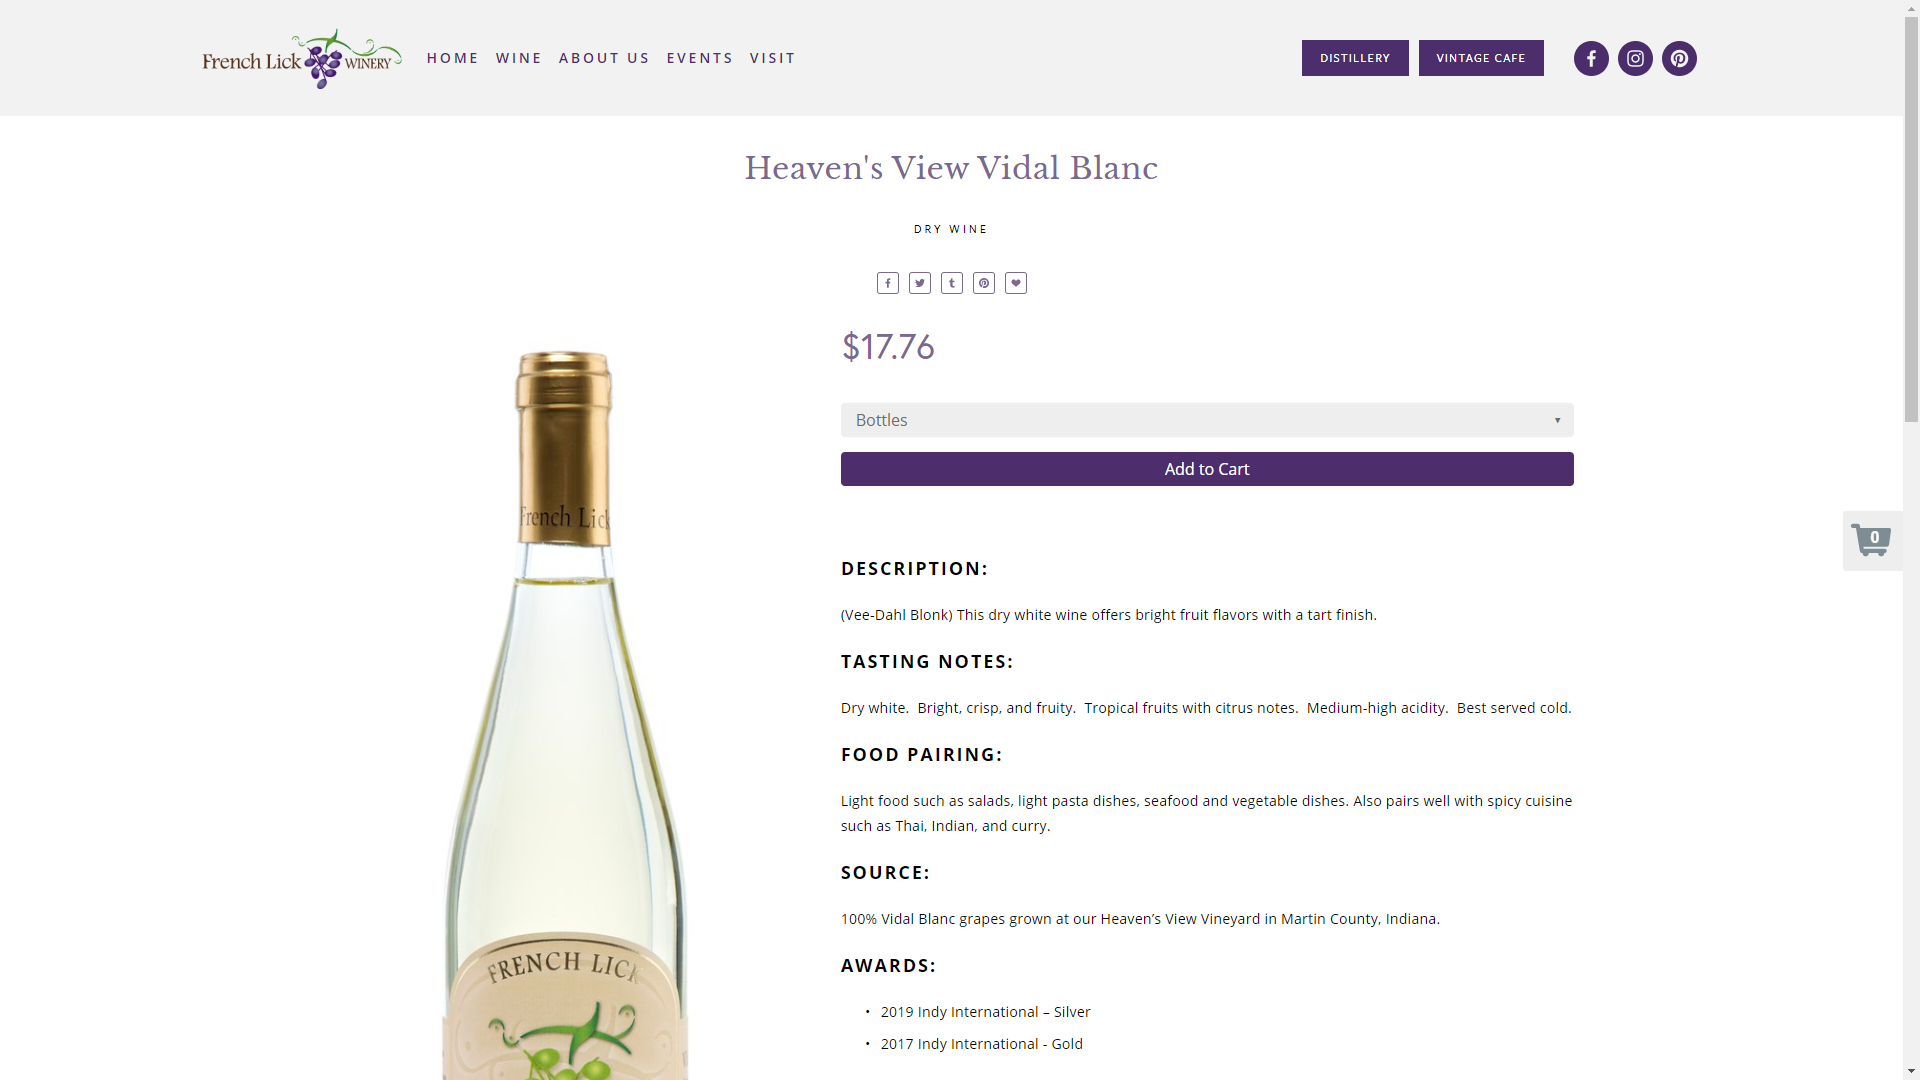 French Lick WINERY
HOME WINE ABOUT US EVENTS VISIT
DISTILLERY VINTAGE CAFE
Heaven's View Vidal Blanc
DRY WINE
$17.76
Bottles
Add to Cart
0
French Lick
FRENCH LICK
DESCRIPTION:
(Vee-Dahl Blonk) This dry white wine offers bright fruit flavors with a tart finish.
TASTING NOTES:
Dry white.  Bright, crisp, and fruity.  Tropical fruits with citrus notes.  Medium-high acidity.  Best served cold.
FOOD PAIRING:
Light food such as salads, light pasta dishes, seafood and vegetable dishes. Also pairs well with spicy cuisine
such as Thai, Indian, and curry.
SOURCE:
100% Vidal Blanc grapes grown at our Heaven’s View Vineyard in Martin County, Indiana.
AWARDS:
• 2019 Indy International – Silver
• 2017 Indy International - Gold